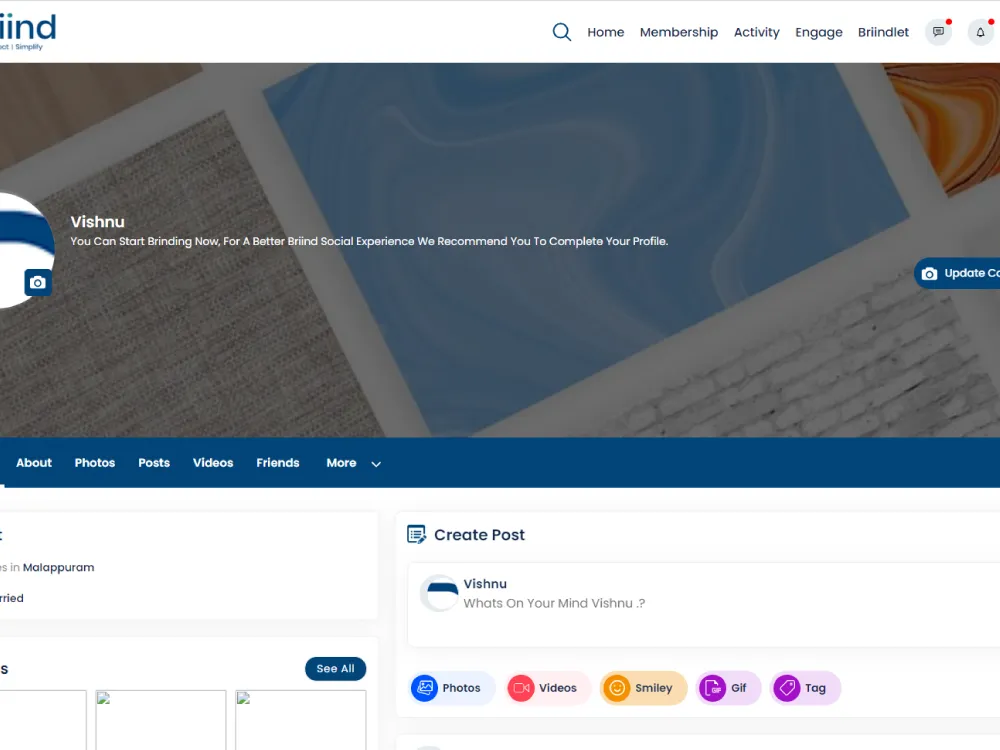 iind
ect | Simplify
Home Membership Activity Engage Briindlet
Vishnu
You Can Start Brinding Now, For A Better Briind Social Experience We Recommend You To Complete Your Profile.
Update Co
About Photos Posts Videos Friends More
t
es in Malappuram
rried
s
See All
Create Post
Vishnu
Whats On Your Mind Vishnu .?
Photos Videos Smiley GIF Gif Tag